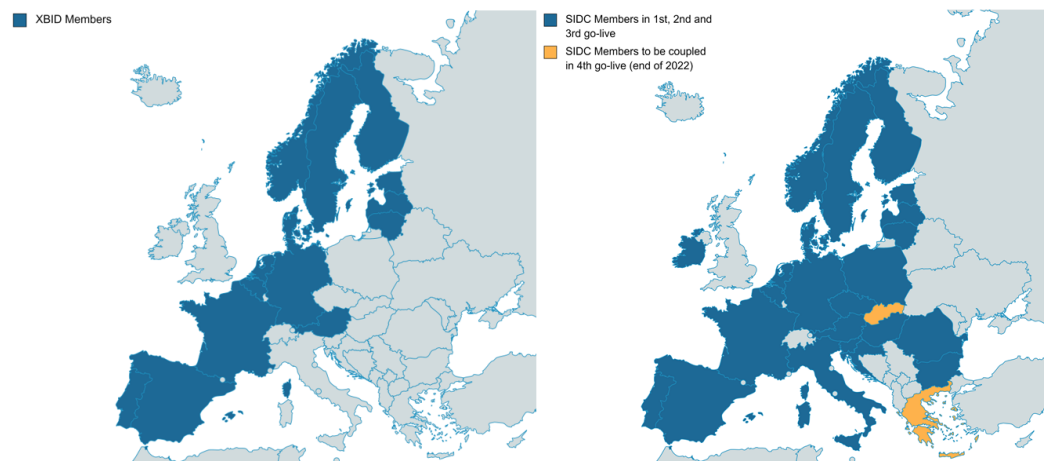 XBID Members
SIDC Members in 1st, 2nd and
3rd go-live
SIDC Members to be coupled
in 4th go-live (end of 2022)